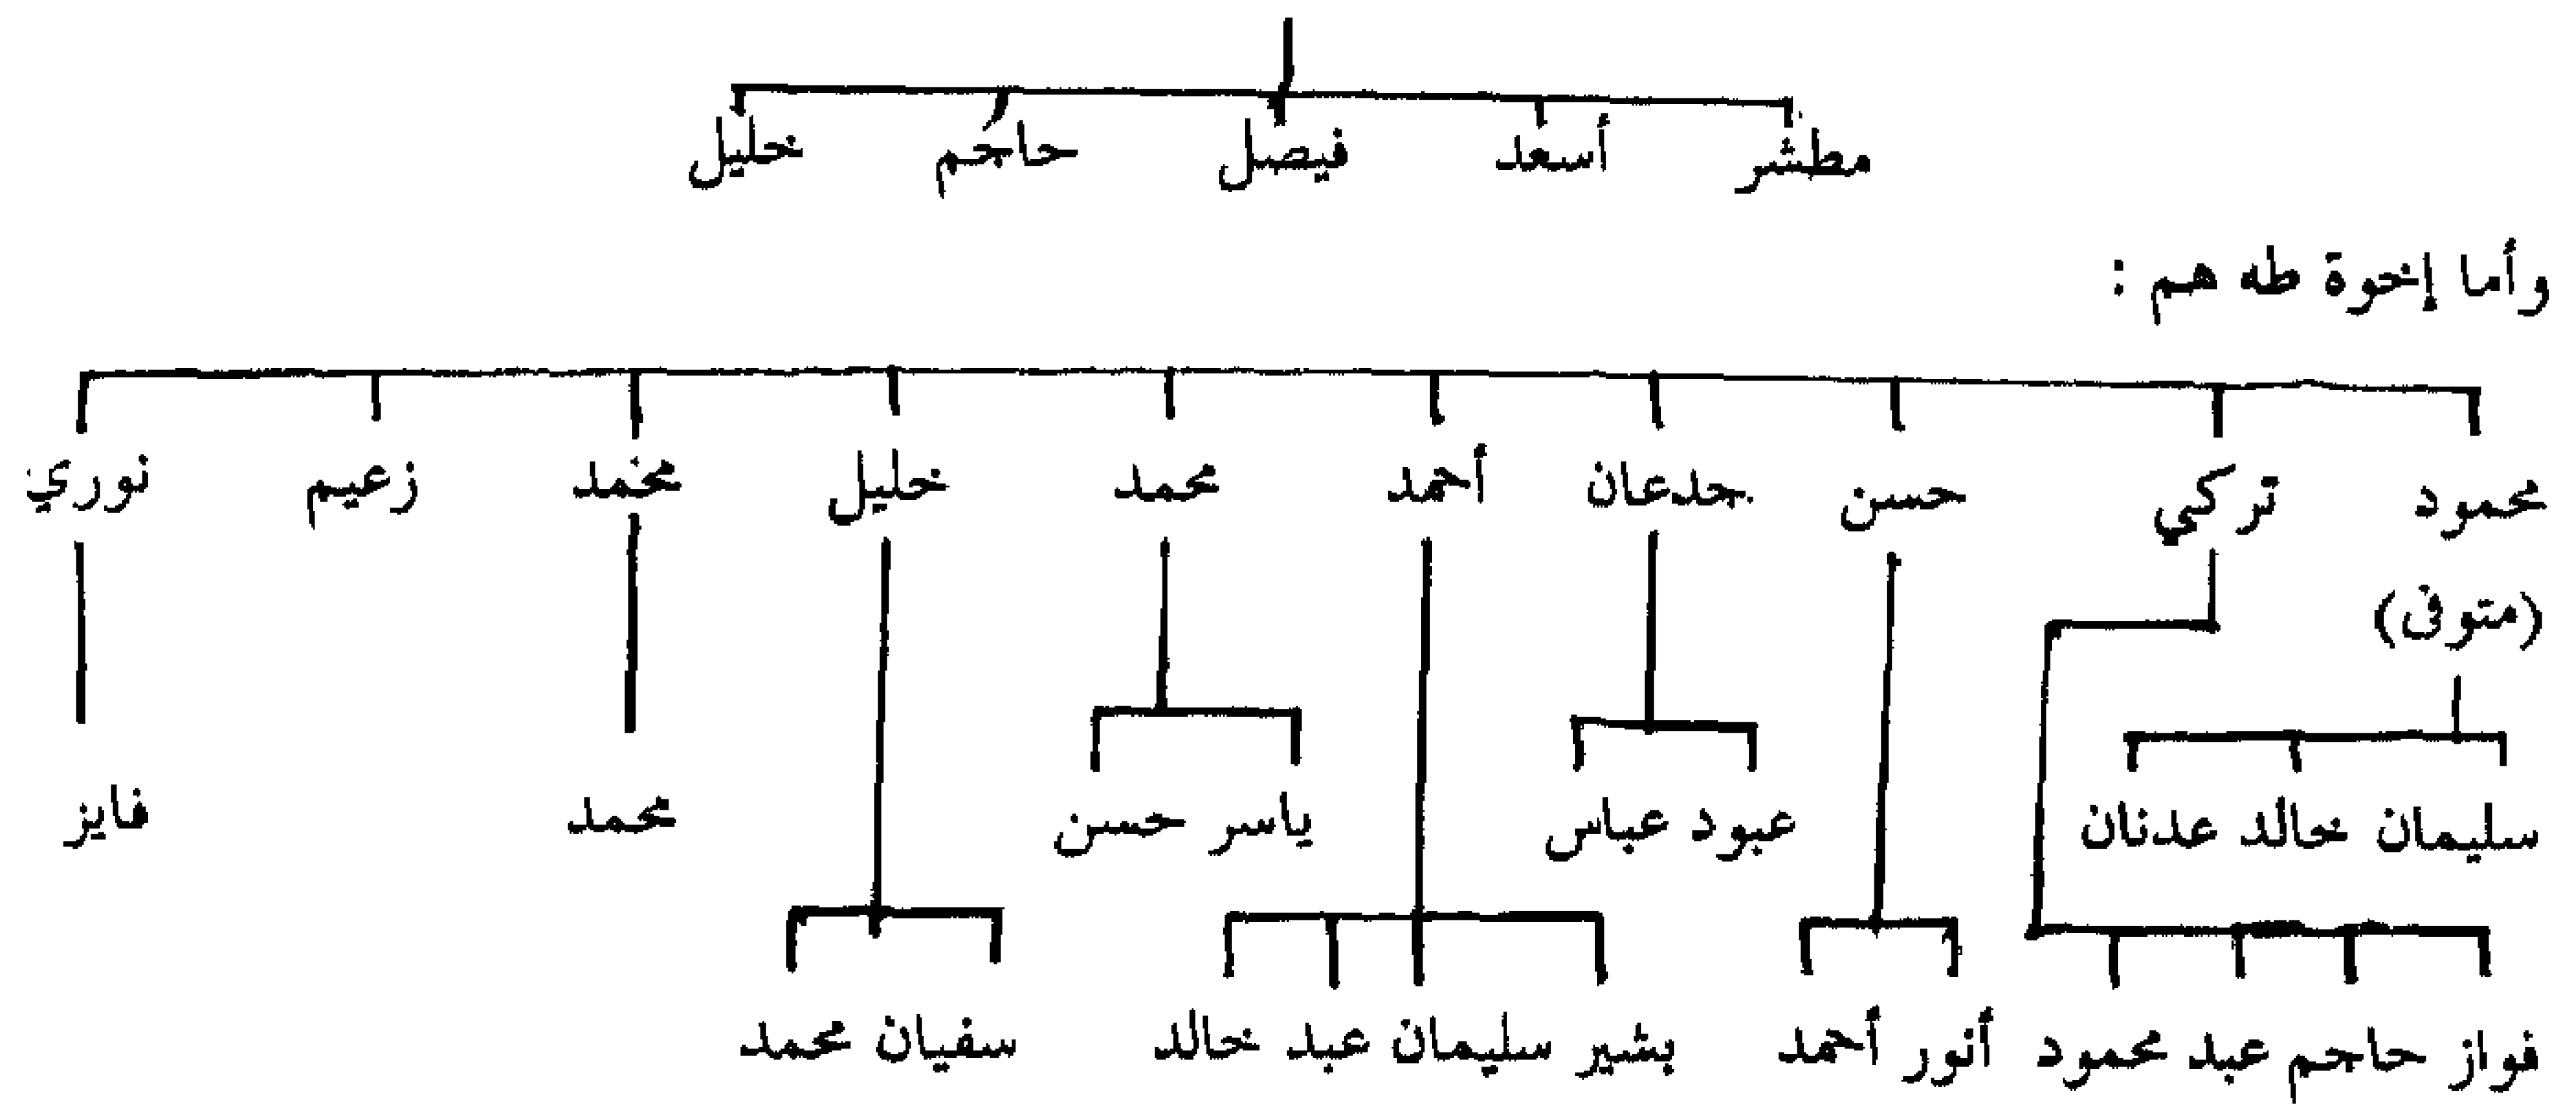 مطشر أسعد فيصل حاجم خليل
وأما إخوة طه هم :
محمود تركي حسن جدعان أحمد محمد خليل محمد زعيم نوري
(متوفى)
سليمان خالد عدنان عبود عباس ياسر حسن محمد فايز
فواز حاجم عبد محمود أنور أحمد بشير سليمان عبد خالد سفيان محمد